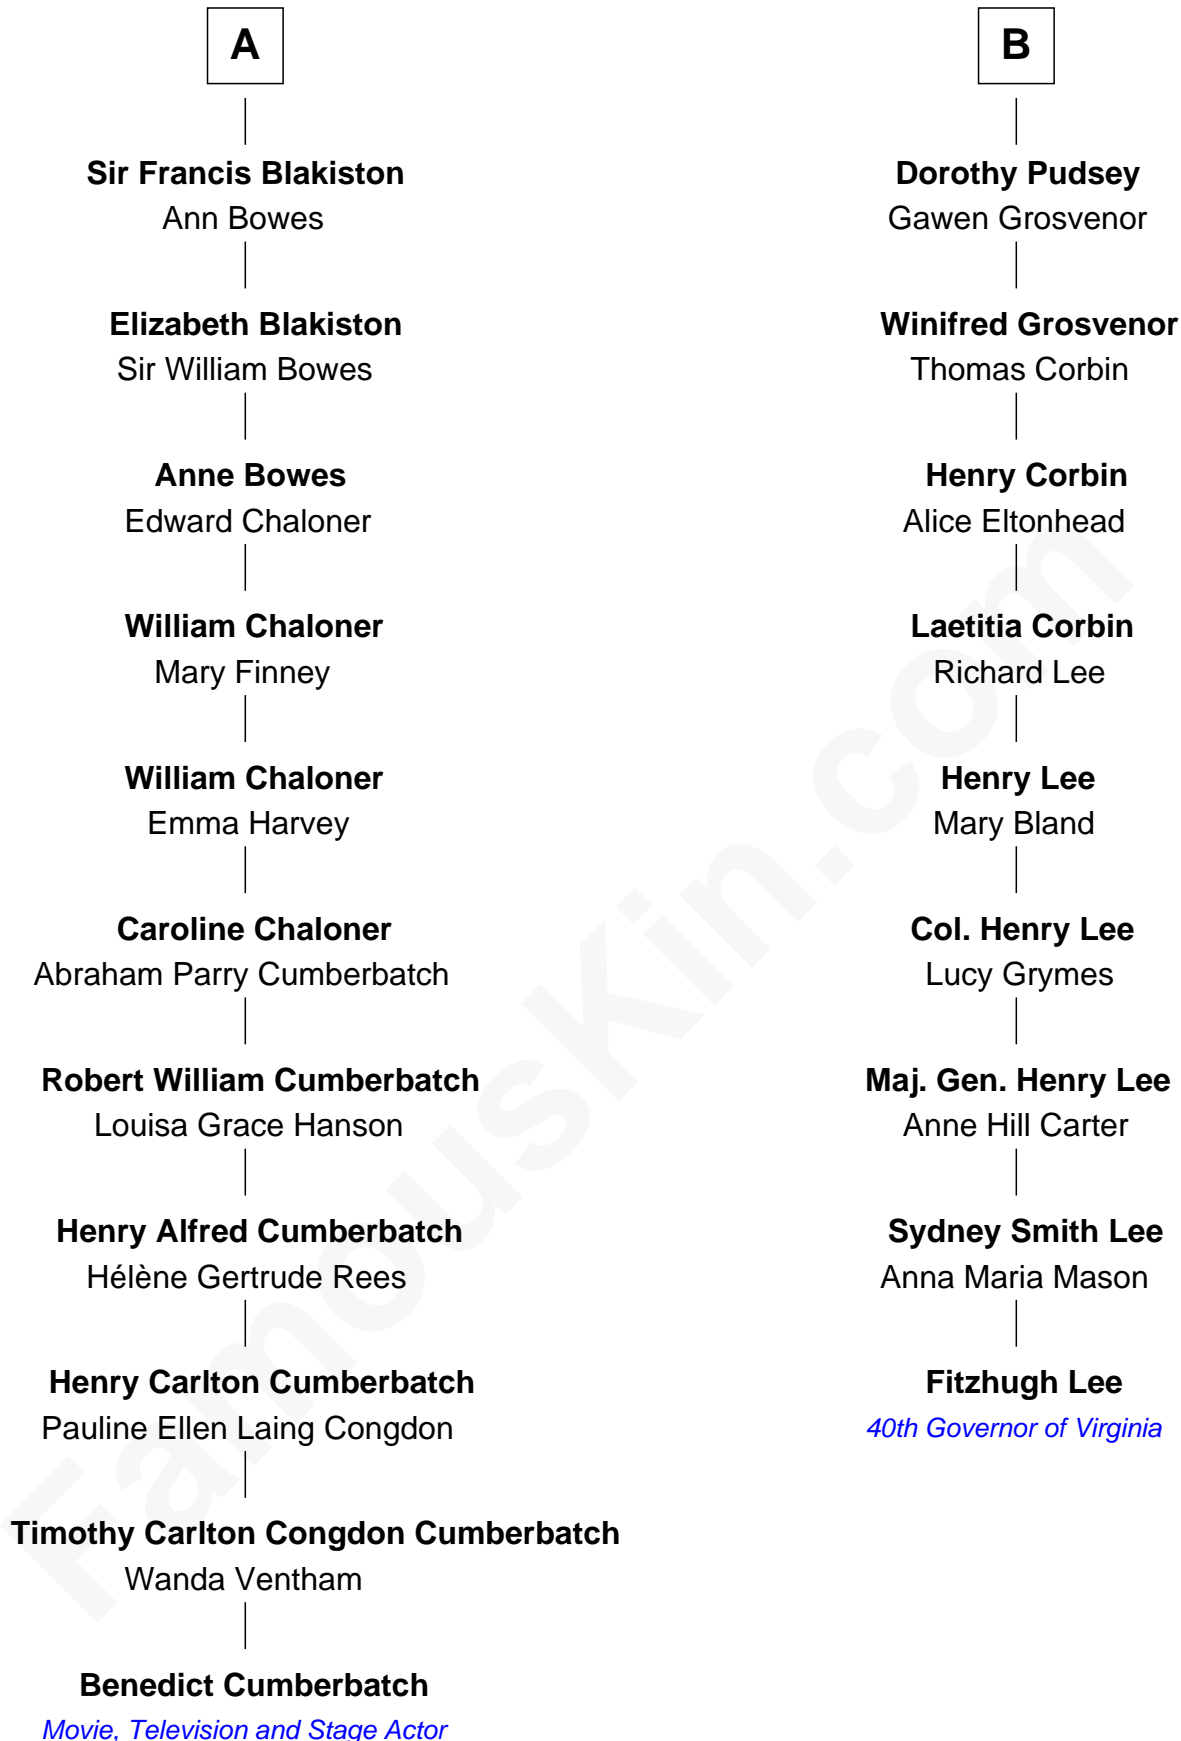 A
Sir Francis Blakiston
Ann Bowes
Elizabeth Blakiston
Sir William Bowes
Anne Bowes
Edward Chaloner
William Chaloner
Mary Finney
William Chaloner
Emma Harvey
Caroline Chaloner
Abraham Parry Cumberbatch
Robert William Cumberbatch
Louisa Grace Hanson
Henry Alfred Cumberbatch
Hélène Gertrude Rees
Henry Carlton Cumberbatch
Pauline Ellen Laing Congdon
Timothy Carlton Congdon Cumberbatch
Wanda Ventham
Benedict Cumberbatch
Movie, Television and Stage Actor
B
Dorothy Pudsey
Gawen Grosvenor
Winifred Grosvenor
Thomas Corbin
Henry Corbin
Alice Eltonhead
Laetitia Corbin
Richard Lee
Henry Lee
Mary Bland
Col. Henry Lee
Lucy Grymes
Maj. Gen. Henry Lee
Anne Hill Carter
Sydney Smith Lee
Anna Maria Mason
Fitzhugh Lee
40th Governor of Virginia
FamousKin.com